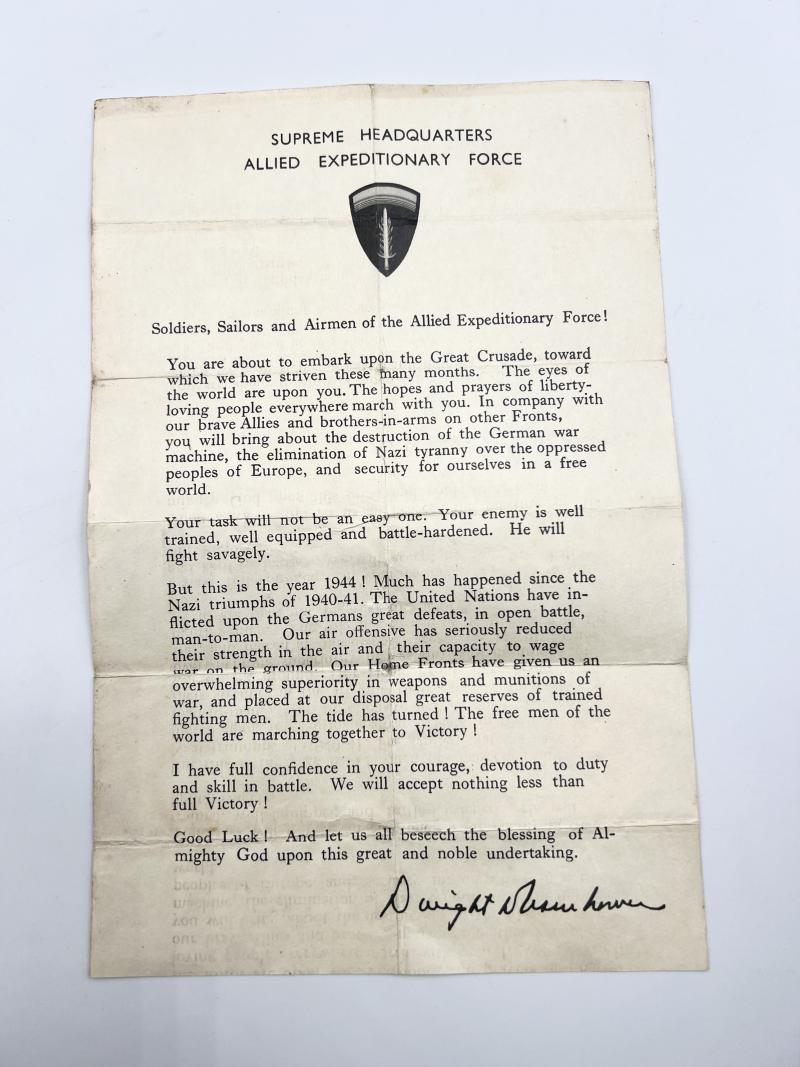 SUPREME HEADQUARTERS
ALLIED EXPEDITIONARY FORCE
Soldiers, Sailors and Airmen of the Allied Expeditionary Force!
You are about to embark upon the Great Crusade, toward
which we have striven these many months. The eyes of
the world are upon you. The hopes and prayers of liberty-
loving people everywhere march with you. In company with
our brave Allies and brothers-in-arms on other Fronts,
you will bring about the destruction of the German war
machine, the elimination of Nazi tyranny over the oppressed
peoples of Europe, and security for ourselves in a free
world.
Your task will not be an easy one. Your enemy is well
trained, well equipped and battle-hardened. He will
fight savagely.
But this is the year 1944! Much has happened since the
Nazi triumphs of 1940-41. The United Nations have in-
flicted upon the Germans great defeats, in open battle,
man-to-man. Our air offensive has seriously reduced
their strength in the air and their capacity to wage
war on the ground. Our Home Fronts have given us an
overwhelming superiority in weapons and munitions of
war, and placed at our disposal great reserves of trained
fighting men. The tide has turned! The free men of the
world are marching together to Victory!
I have full confidence in your courage, devotion to duty
and skill in battle. We will accept nothing less than
full Victory!
Good Luck! And let us all beseech the blessing of Al-
mighty God upon this great and noble undertaking.
Dwight D Eisenhower